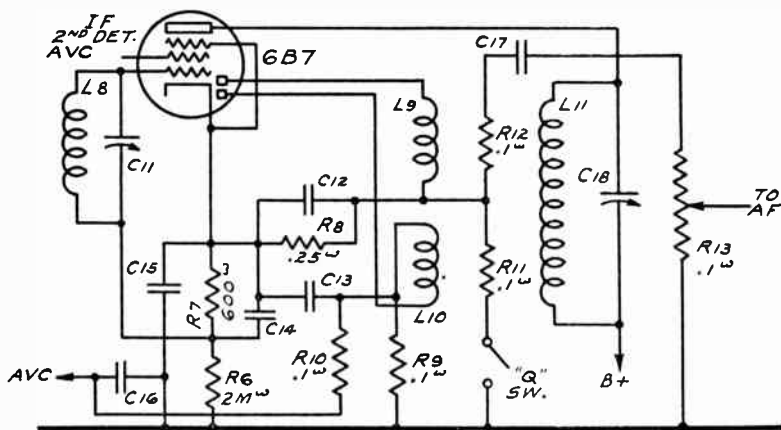 IF
2ND DET.
AVC
6B7
L8
C11
L9
C17
R12
.1ω
L11
C18
TO
AF
R13
.1ω
C12
R8
.25ω
C13
C15
R7
600
C14
L10
R11
.1ω
"Q"
SW.
B+
AVC
C16
R6
2Mω
R10
.1ω
R9
.1ω